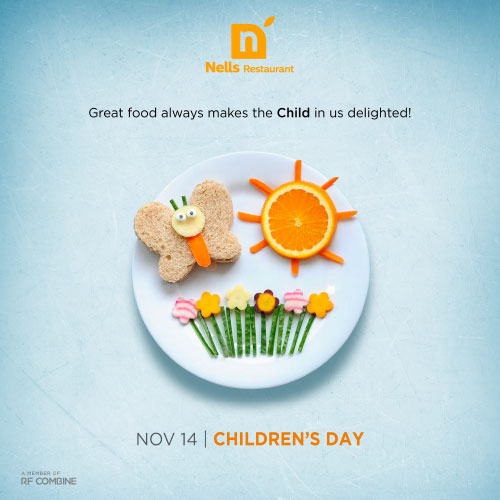 n
Nells Restaurant
Great food always makes the Child in us delighted!
NOV 14 | CHILDREN'S DAY
A MEMBER OF
RF COMBINE